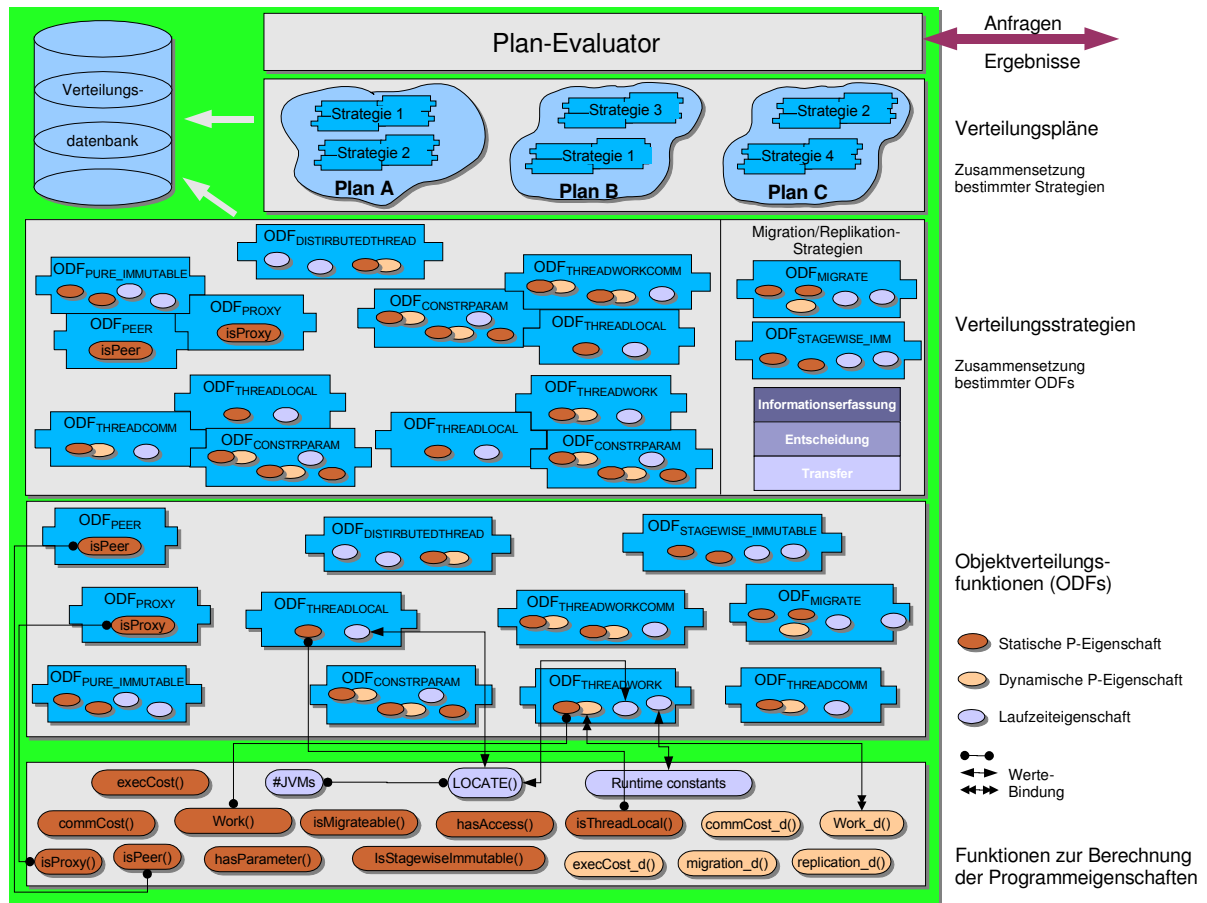 Plan-Evaluator
Anfragen
Ergebnisse
Verteilungs-
datenbank
Strategie 1
Strategie 2
Plan A
Strategie 3
Strategie 1
Plan B
Strategie 2
Strategie 4
Plan C
Verteilungspläne
Zusammensetzung
bestimmter Strategien
ODFDISTIRBUTEDTHREAD
ODFPURE_IMMUTABLE
ODFPROXY
isProxy
ODFPEER
isPeer
ODFTHREADWORKCOMM
ODFCONSTRPARAM
ODFTHREADLOCAL
ODFTHREADLOCAL
ODFTHREADCOMM
ODFCONSTRPARAM
ODFTHREADWORK
ODFTHREADLOCAL
ODFCONSTRPARAM
Migration/Replikation-
Strategien
ODFMIGRATE
ODFSTAGEWISE_IMM
Informationserfassung
Entscheidung
Transfer
Verteilungsstrategien
Zusammensetzung
bestimmter ODFs
ODFPEER
isPeer
ODFDISTIRBUTEDTHREAD
ODFSTAGEWISE_IMMUTABLE
ODFPROXY
isProxy
ODFTHREADLOCAL
ODFTHREADWORKCOMM
ODFMIGRATE
ODFPURE_IMMUTABLE
ODFCONSTRPARAM
ODFTHREADWORK
ODFTHREADCOMM
Objektverteilungs-
funktionen (ODFs)
Statische P-Eigenschaft
Dynamische P-Eigenschaft
Laufzeiteigenschaft
Werte-
Bindung
execCost()
#JVMs
LOCATE()
Runtime constants
commCost()
Work()
isMigrateable()
hasAccess()
isThreadLocal()
commCost_d()
Work_d()
isProxy()
isPeer()
hasParameter()
IsStagewiseImmutable()
execCost_d()
migration_d()
replication_d()
Funktionen zur Berechnung
der Programmeigenschaften